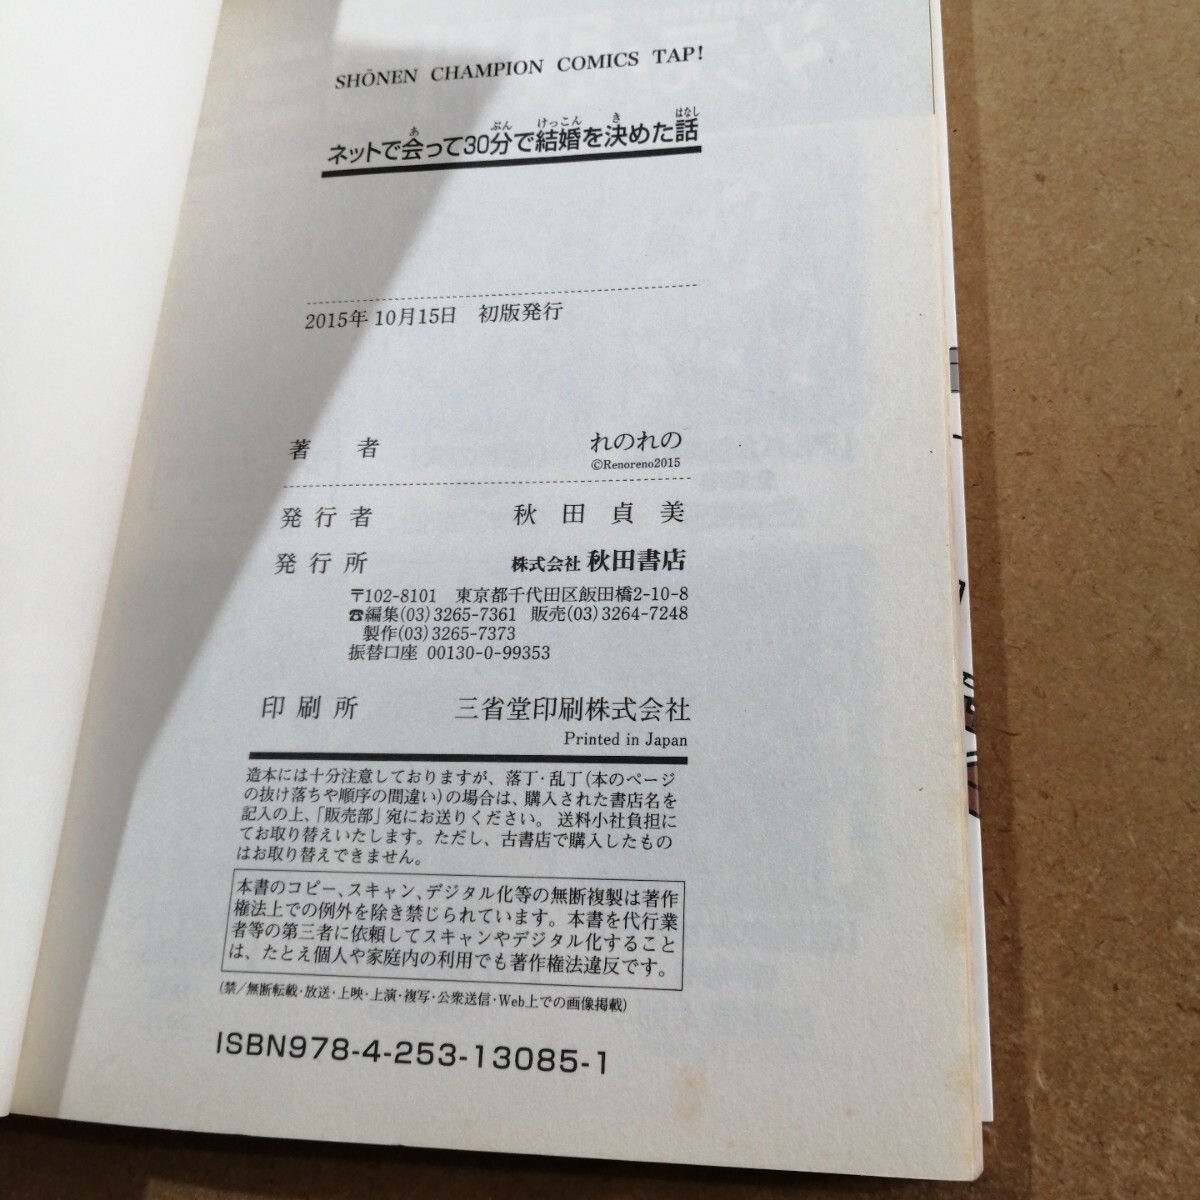 SHŌNEN CHAMPION COMICS TAP!
ネットで会って30分で結婚を決めた話
2015年10月15日 初版発行
著者 れのれの
©Renoreno2015
発行者 秋田貞美
発行所 株式会社 秋田書店
〒102-8101 東京都千代田区飯田橋2-10-8
☎編集(03)3265-7361 販売(03)3264-7248
製作(03)3265-7373
振替口座 00130-0-99353
印刷所 三省堂印刷株式会社
Printed in Japan
造本には十分注意しておりますが、落丁・乱丁(本のページ
の抜け落ちや順序の間違い)の場合は、購入された書店名を
記入の上、「販売部」宛にお送りください。送料小社負担に
てお取り替えいたします。ただし、古書店で購入したもの
はお取り替えできません。
本書のコピー、スキャン、デジタル化等の無断複製は著作
権法上での例外を除き禁じられています。本書を代行業
者等の第三者に依頼してスキャンやデジタル化すること
は、たとえ個人や家庭内の利用でも著作権法違反です。
(禁/無断転載・放送・上映・上演・複写・公衆送信・Web上での画像掲載)
ISBN978-4-253-13085-1